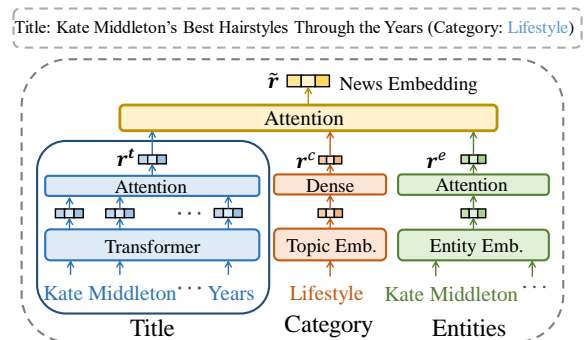 Title: Kate Middleton's Best Hairstyles Through the Years (Category: Lifestyle)
r̃ News Embedding
Attention
r^t r^c r^e
Attention Dense Attention
...
Transformer Topic Emb. Entity Emb.
Kate Middleton ... Years Lifestyle Kate Middleton ...
Title Category Entities